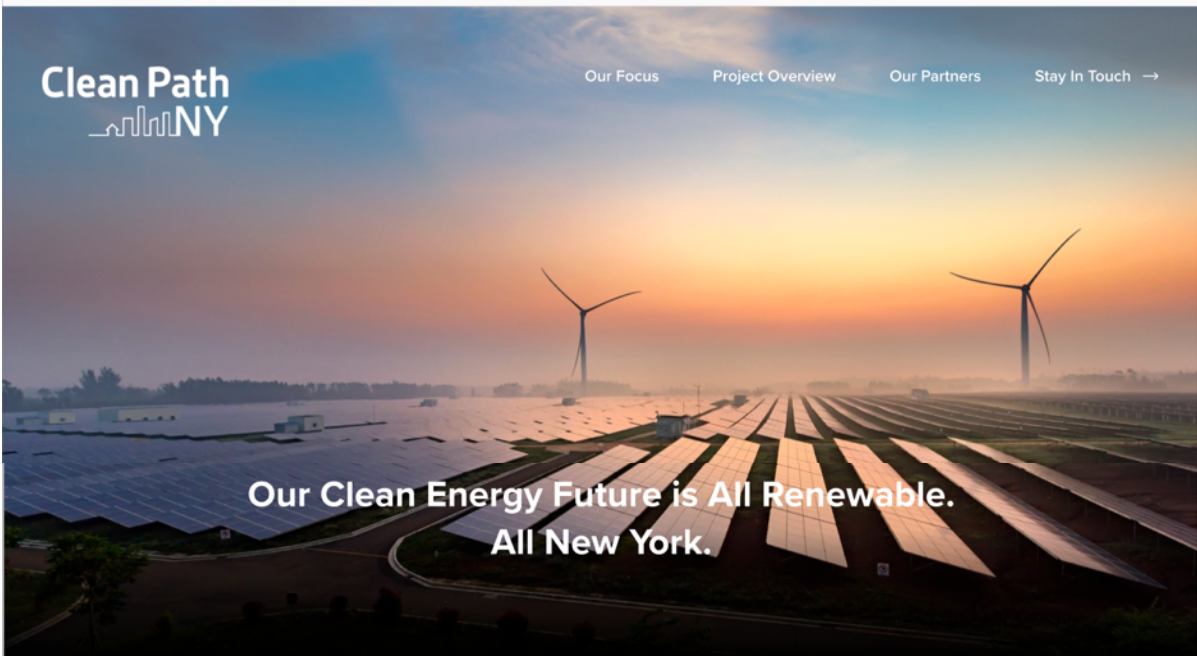 Clean Path
NY
Our Focus
Project Overview
Our Partners
Stay In Touch →
Our Clean Energy Future is All Renewable.
All New York.